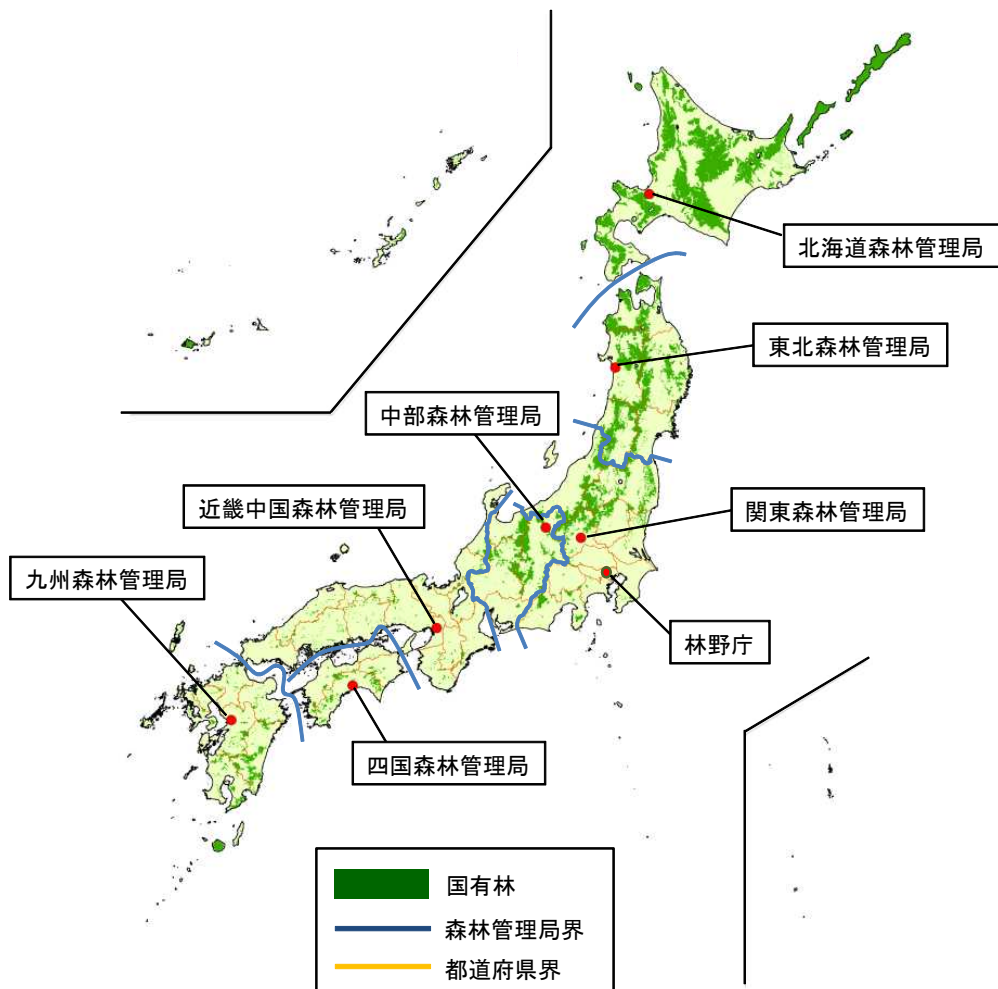 北海道森林管理局
東北森林管理局
中部森林管理局
近畿中国森林管理局
関東森林管理局
九州森林管理局
林野庁
四国森林管理局
国有林
森林管理局界
都道府県界